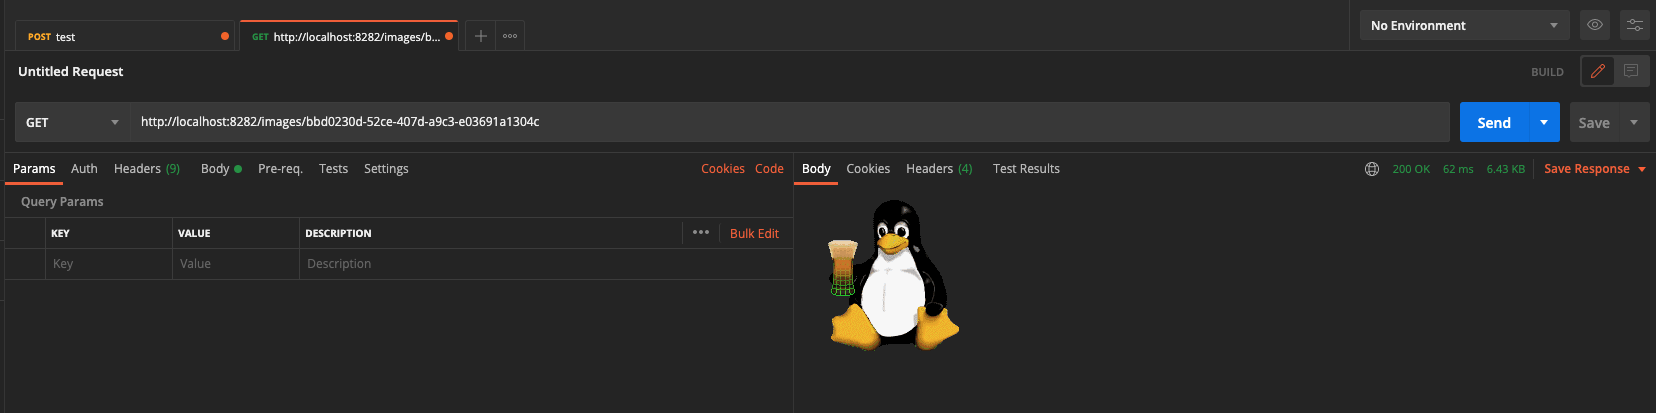 POST test
GET http://localhost:8282/images/b...
No Environment
Untitled Request
BUILD
GET
http://localhost:8282/images/bbd0230d-52ce-407d-a9c3-e03691a1304c
Send
Save
Params Auth Headers (9) Body Pre-req. Tests Settings
Cookies Code
Body Cookies Headers (4) Test Results
200 OK 62 ms 6.43 KB Save Response
Query Params
KEY VALUE DESCRIPTION
Bulk Edit
Key Value Description